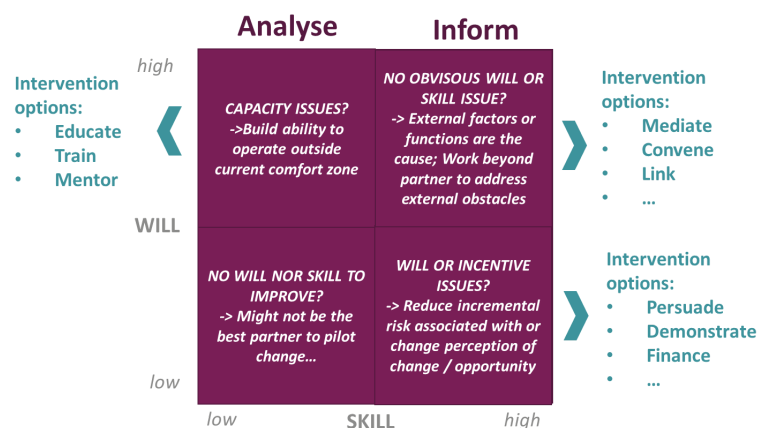 Analyse
Inform
high
Intervention
options:
• Educate
• Train
• Mentor
CAPACITY ISSUES?
->Build ability to
operate outside
current comfort zone
NO OBVISOUS WILL OR
SKILL ISSUE?
-> External factors or
functions are the
cause; Work beyond
partner to address
external obstacles
Intervention
options:
• Mediate
• Convene
• Link
• ...
WILL
NO WILL NOR SKILL TO
IMPROVE?
-> Might not be the
best partner to pilot
change...
WILL OR INCENTIVE
ISSUES?
-> Reduce incremental
risk associated with or
change perception of
change / opportunity
Intervention
options:
• Persuade
• Demonstrate
• Finance
• ...
low
low
SKILL
high